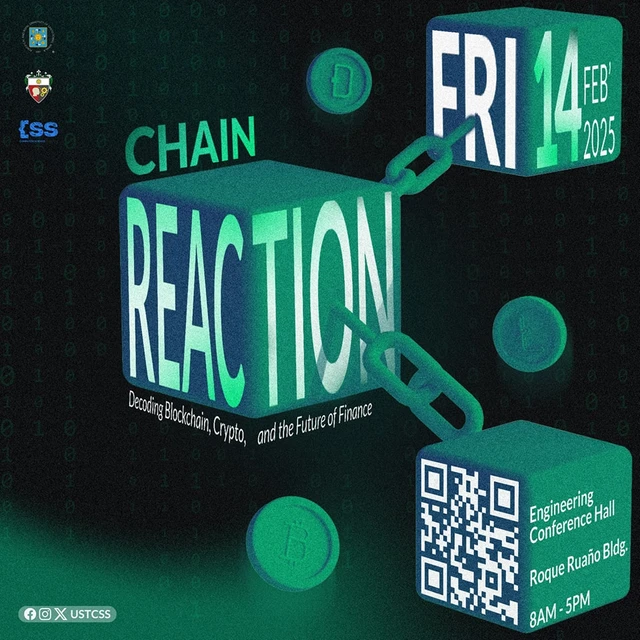 {CSS
CHAIN
REACTION
Decoding Blockchain, Crypto, and the Future of Finance
FRI 14 FEB'
2025
Engineering
Conference Hall
Roque Ruaño Bldg.
8AM - 5PM
USTCSS